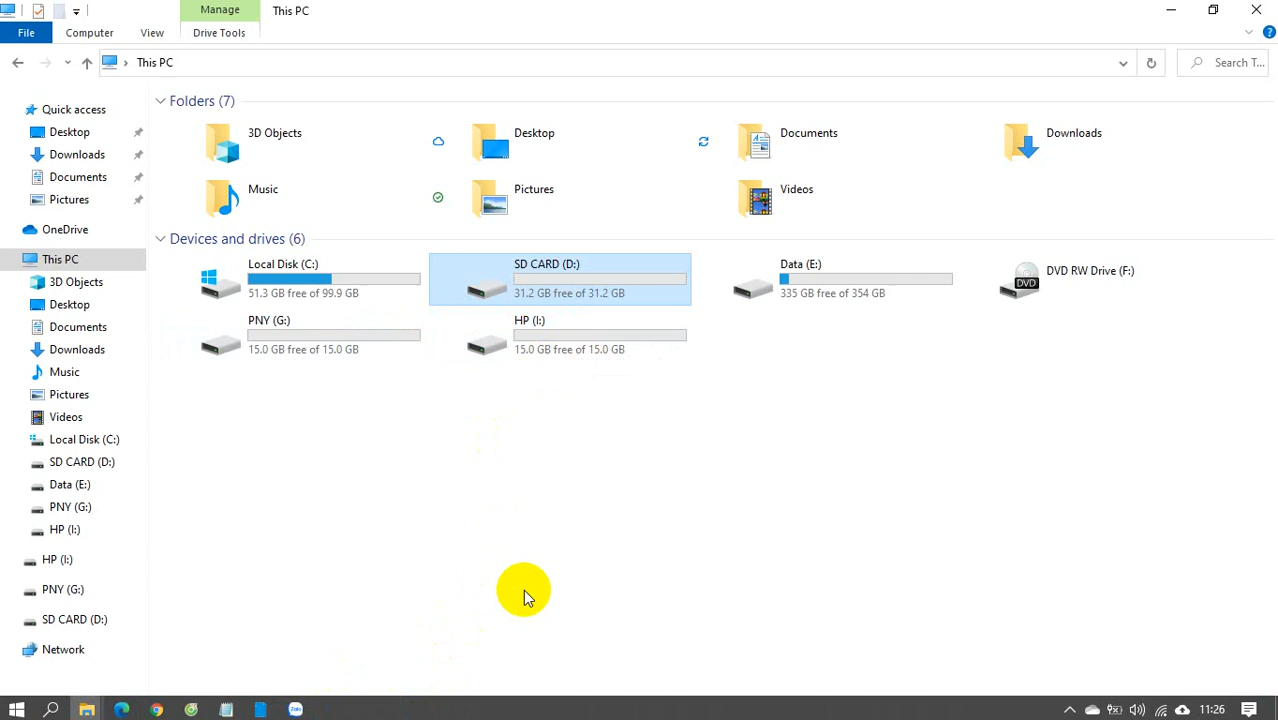 Manage
This PC
File
Computer
View
Drive Tools
This PC
Search T...
Quick access
Desktop
Downloads
Documents
Pictures
OneDrive
This PC
3D Objects
Desktop
Documents
Downloads
Music
Pictures
Videos
Local Disk (C:)
SD CARD (D:)
Data (E:)
PNY (G:)
HP (I:)
HP (I:)
PNY (G:)
SD CARD (D:)
Network
Folders (7)
3D Objects
Desktop
Documents
Downloads
Music
Pictures
Videos
Devices and drives (6)
Local Disk (C:)
51.3 GB free of 99.9 GB
SD CARD (D:)
31.2 GB free of 31.2 GB
Data (E:)
335 GB free of 354 GB
DVD RW Drive (F:)
DVD
PNY (G:)
15.0 GB free of 15.0 GB
HP (I:)
15.0 GB free of 15.0 GB
Zalo
11:26